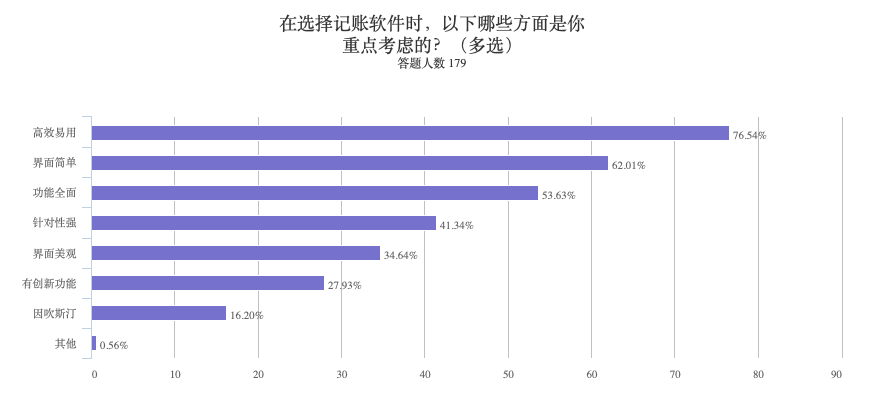 在选择记账软件时，以下哪些方面是你
重点考虑的？（多选）
答题人数 179
高效易用
76.54%
界面简单
62.01%
功能全面
53.63%
针对性强
41.34%
界面美观
34.64%
有创新功能
27.93%
因吹斯汀
16.20%
其他
0.56%
0 10 20 30 40 50 60 70 80 90